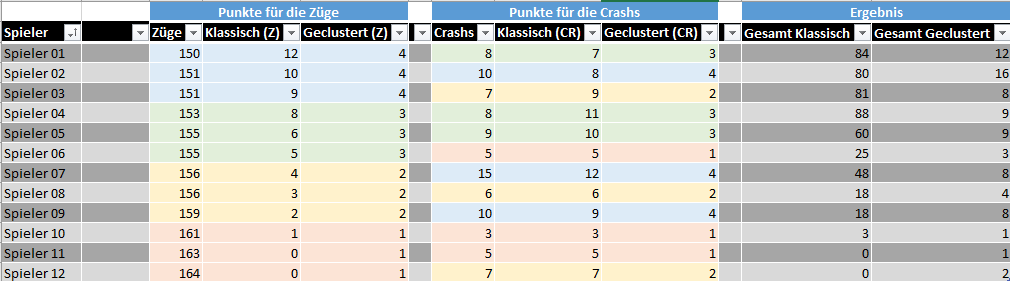 Punkte für die Züge Punkte für die Crashs Ergebnis
Spieler Züge Klassisch (Z) Geclustert (Z) Crashs Klassisch (CR) Geclustert (CR) Gesamt Klassisch Gesamt Geclustert
Spieler 01 150 12 4 8 7 3 84 12
Spieler 02 151 10 4 10 8 4 80 16
Spieler 03 151 9 4 7 9 2 81 8
Spieler 04 153 8 3 8 11 3 88 9
Spieler 05 155 6 3 9 10 3 60 9
Spieler 06 155 5 3 5 5 1 25 3
Spieler 07 156 4 2 15 12 4 48 8
Spieler 08 156 3 2 6 6 2 18 4
Spieler 09 159 2 2 10 9 4 18 8
Spieler 10 161 1 1 3 3 1 3 1
Spieler 11 163 0 1 5 5 1 0 1
Spieler 12 164 0 1 7 7 2 0 2